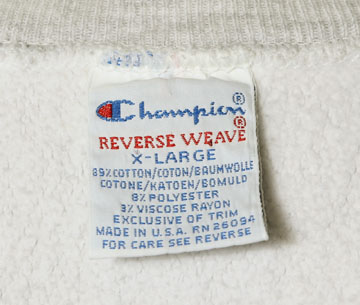 Champion®
REVERSE WEAVE®
X-LARGE
89%COTTON/COTON/BAUMWOLLE
COTONE/KATOEN/BOMULD
8% POLYESTER
3% VISCOSE RAYON
EXCLUSIVE OF TRIM
MADE IN U.S.A. RN 26094
FOR CARE SEE REVERSE